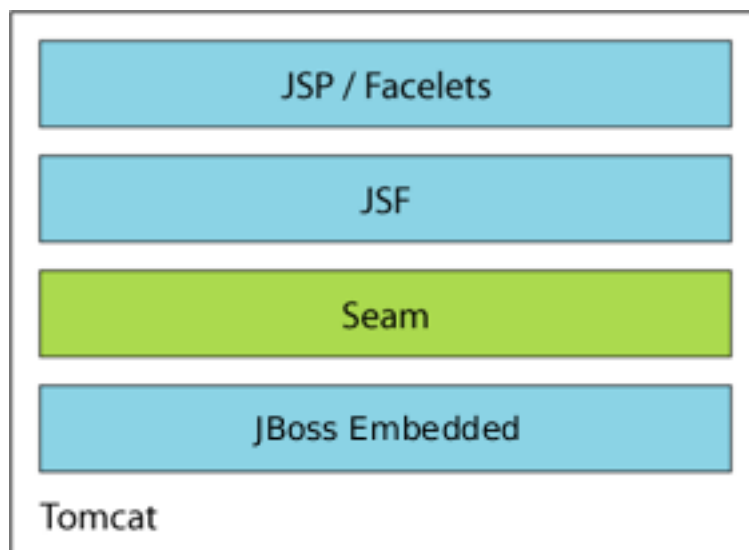 JSP / Facelets
JSF
Seam
JBoss Embedded
Tomcat